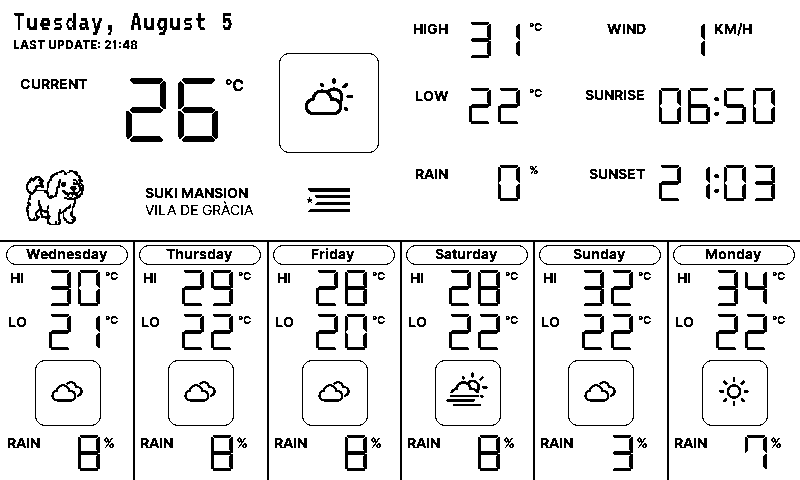 Tuesday, August 5
LAST UPDATE: 21:48
CURRENT 26 °C
HIGH 31 °C
LOW 22 °C
RAIN 0 %
WIND 1 KM/H
SUNRISE 06:50
SUNSET 21:03
SUKI MANSION
VILA DE GRÀCIA
Wednesday
HI 30 °C
LO 21 °C
RAIN 8 %
Thursday
HI 29 °C
LO 22 °C
RAIN 8 %
Friday
HI 28 °C
LO 20 °C
RAIN 8 %
Saturday
HI 28 °C
LO 22 °C
RAIN 8 %
Sunday
HI 32 °C
LO 22 °C
RAIN 3 %
Monday
HI 34 °C
LO 22 °C
RAIN 7 %